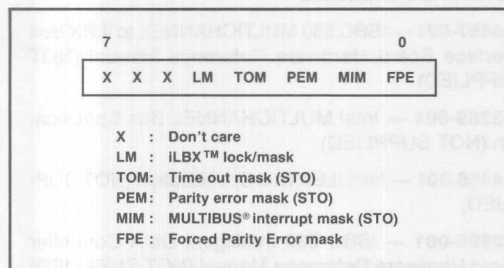 7 0
X X X LM TOM PEM MIM FPE
X : Don't care
LM : iLBX™ lock/mask
TOM: Time out mask (STO)
PEM: Parity error mask (STO)
MIM : MULTIBUS® interrupt mask (STO)
FPE : Forced Parity Error mark